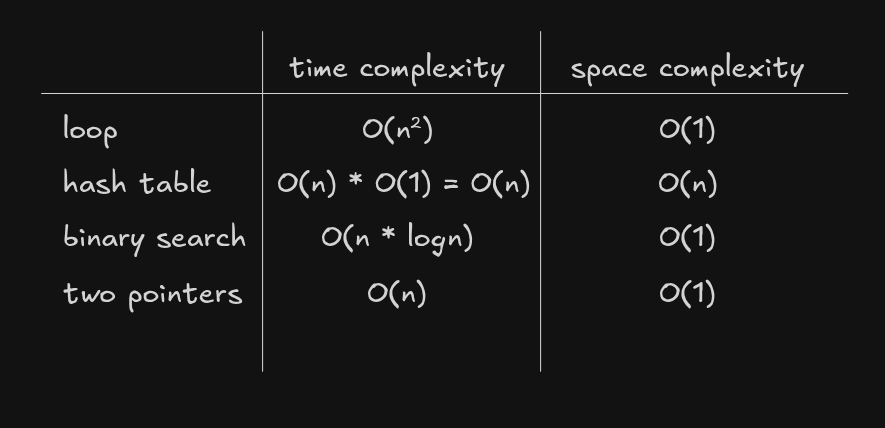 time complexity space complexity
loop O(n²) O(1)
hash table O(n) * O(1) = O(n) O(n)
binary search O(n * logn) O(1)
two pointers O(n) O(1)